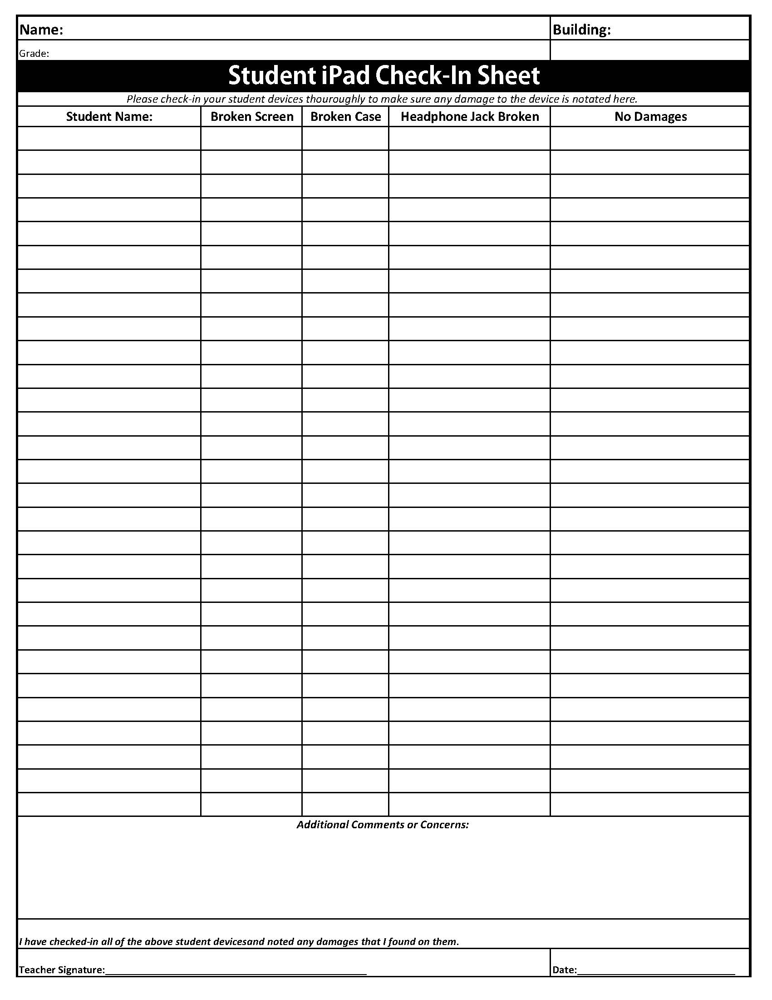 Name: Building:
Grade:
Student iPad Check-In Sheet
Please check-in your student devices thouroughly to make sure any damage to the device is notated here.
Student Name: Broken Screen Broken Case Headphone Jack Broken No Damages
Additional Comments or Concerns:
I have checked-in all of the above student devicesand noted any damages that I found on them.
Teacher Signature: Date: